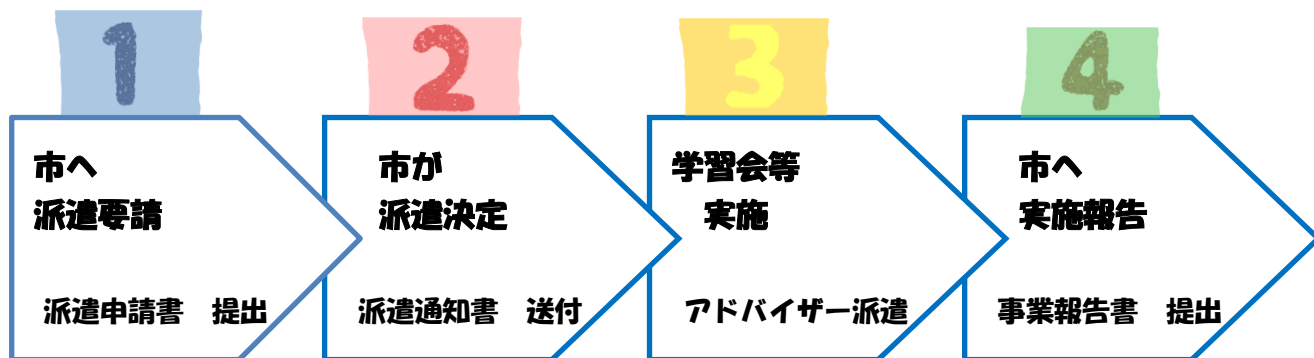 1
市へ
派遣要請
派遣申請書　提出
2
市が
派遣決定
派遣通知書　送付
3
学習会等
実施
アドバイザー派遣
4
市へ
実施報告
事業報告書　提出